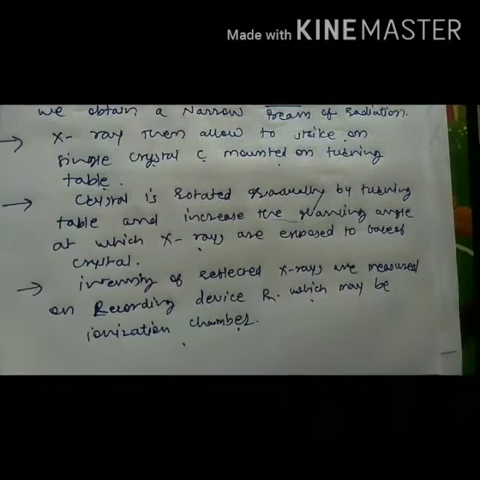 Made with KINEMASTER
we obtain a Narrow Beam of Radiation.
→ X-ray Then allow to strike on
single crystal C mounted on turning
table.
→ Crystal is Rotated gradually by turning
table and increase the glancing angle
at which X-rays are exposed to
crystal.
→ intensity of reflected X-rays are measured
on Recording device R. which may be
ionization chamber.